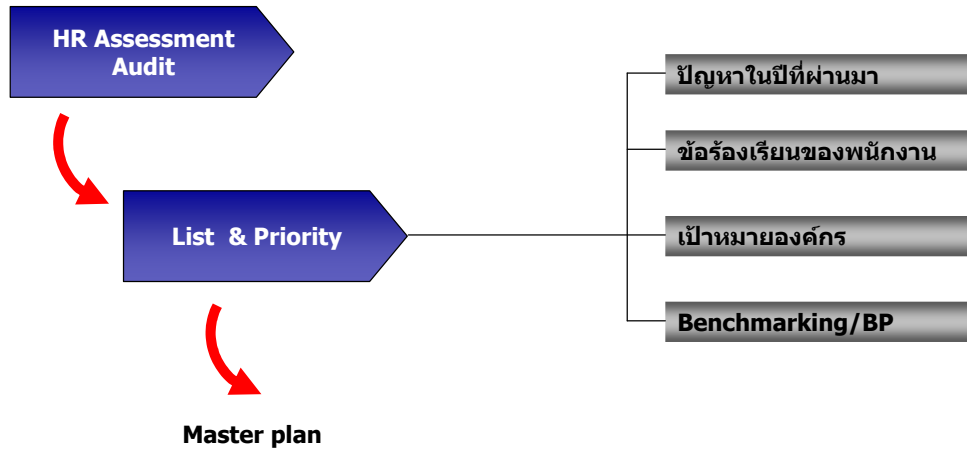 HR Assessment
Audit
ปัญหาในปีที่ผ่านมา
ข้อร้องเรียนของพนักงาน
List & Priority
เป้าหมายองค์กร
Benchmarking/BP
Master plan